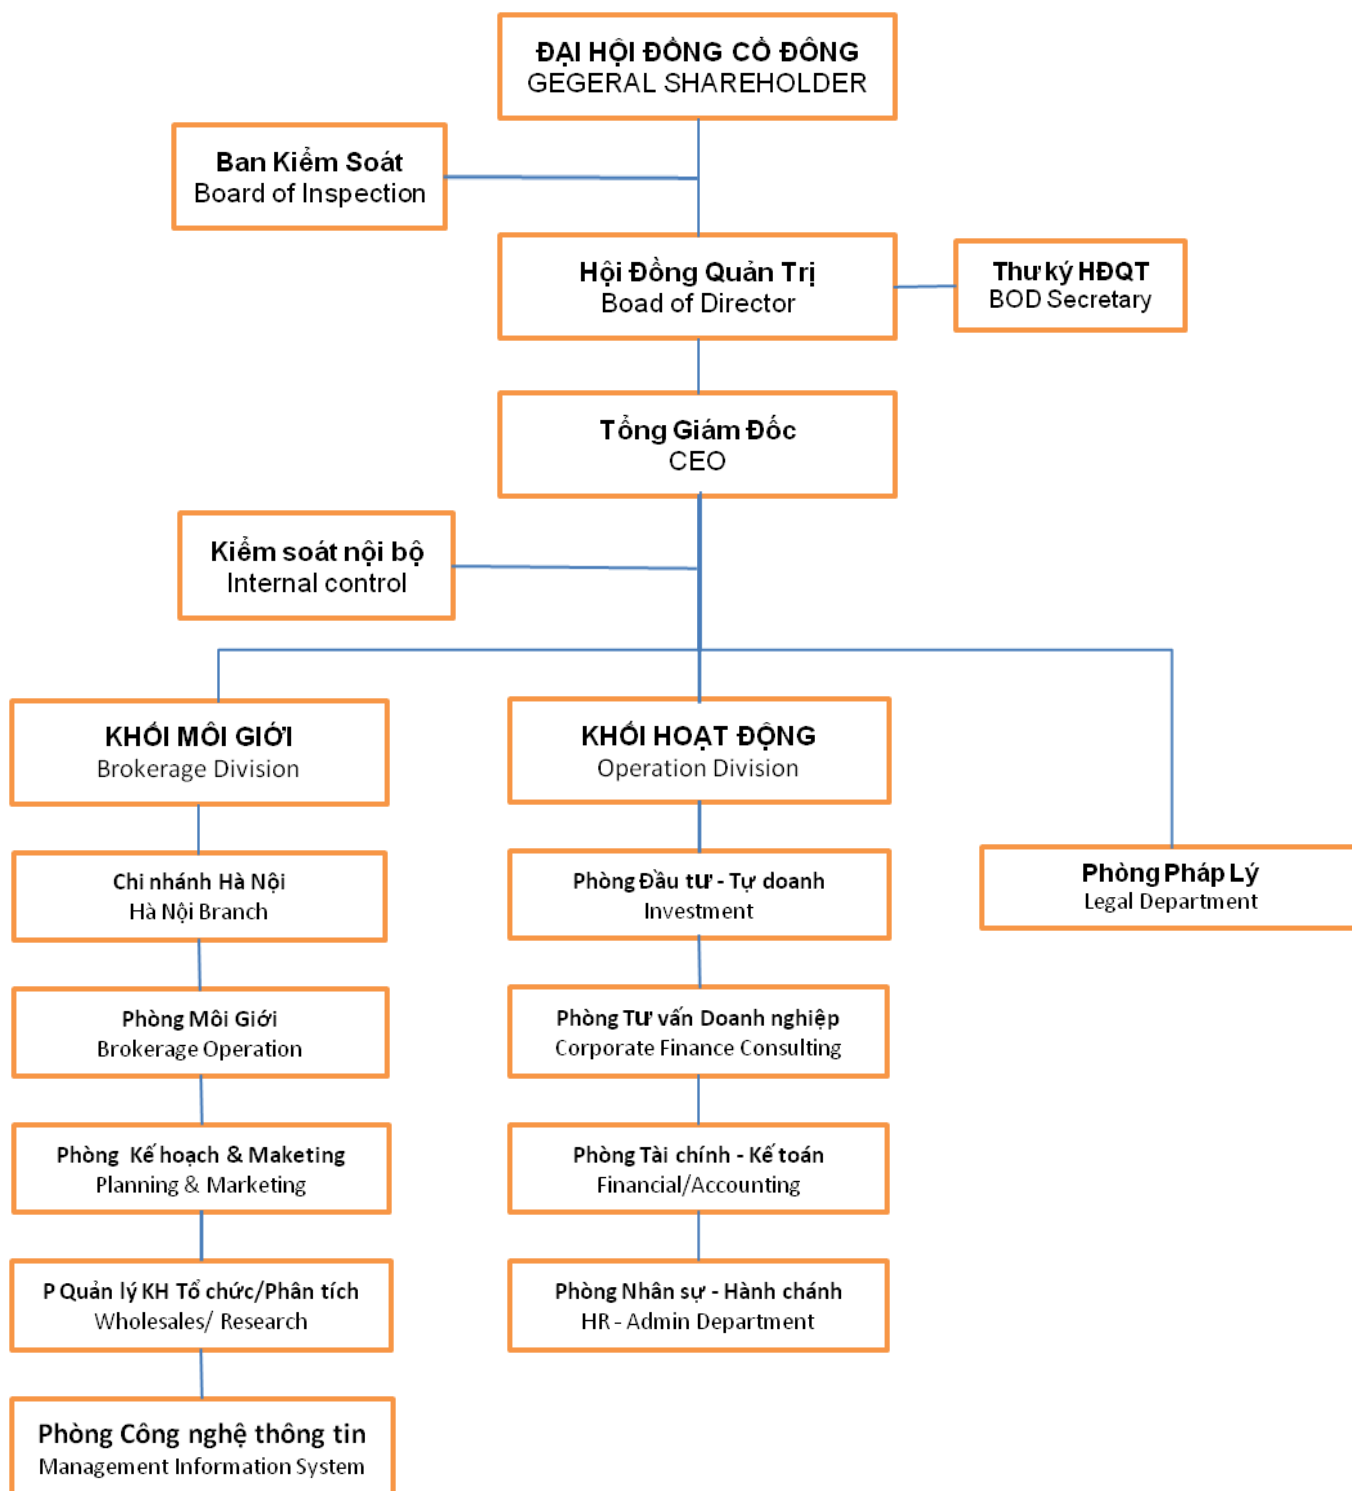 ĐẠI HỘI ĐỒNG CỔ ĐÔNG
GEGERAL SHAREHOLDER
Ban Kiểm Soát
Board of Inspection
Hội Đồng Quản Trị
Boad of Director
Thư ký HĐQT
BOD Secretary
Tổng Giám Đốc
CEO
Kiểm soát nội bộ
Internal control
KHỐI MÔI GIỚI
Brokerage Division
KHỐI HOẠT ĐỘNG
Operation Division
Chi nhánh Hà Nội
Hà Nội Branch
Phòng Đầu tư - Tự doanh
Investment
Phòng Pháp Lý
Legal Department
Phòng Môi Giới
Brokerage Operation
Phòng Tư vấn Doanh nghiệp
Corporate Finance Consulting
Phòng Kế hoạch & Maketing
Planning & Marketing
Phòng Tài chính - Kế toán
Financial/Accounting
P Quản lý KH Tổ chức/Phân tích
Wholesales/ Research
Phòng Nhân sự - Hành chánh
HR - Admin Department
Phòng Công nghệ thông tin
Management Information System